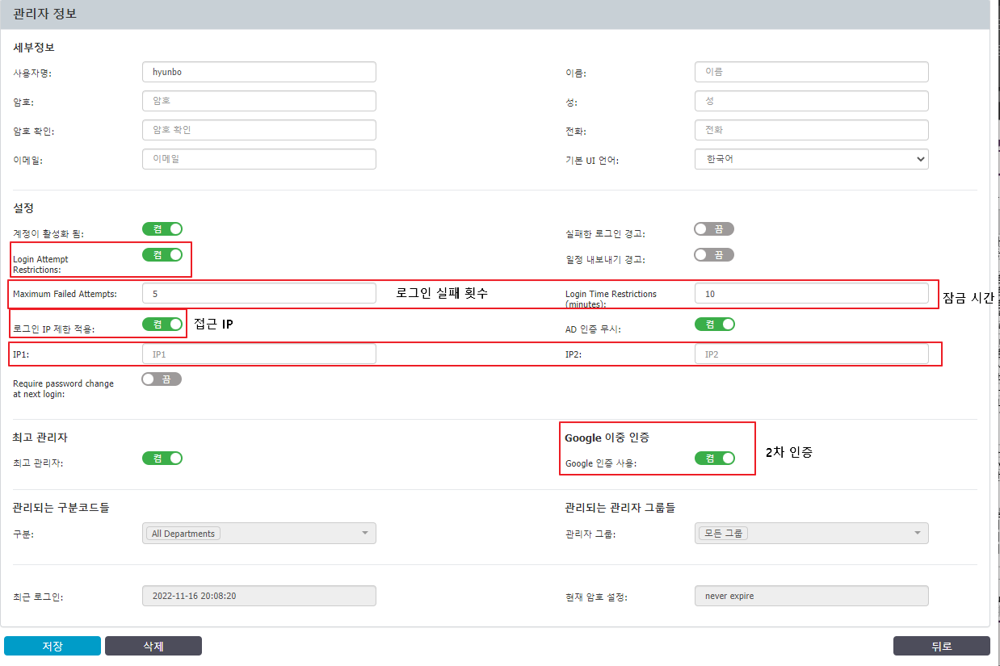 관리자 정보
세부정보
사용자명: hyunbo 이름: 이름
암호: 암호 성: 성
암호 확인: 암호 확인 전화: 전화
이메일: 이메일 기본 UI 언어: 한국어
설정
계정이 활성화 됨: 켬 실패한 로그인 경고: 끔
Login Attempt
Restrictions: 켬 일정 내보내기 경고: 끔
Maximum Failed Attempts: 5 로그인 실패 횟수 Login Time Restrictions
(minutes): 10 잠금 시간
로그인 IP 제한 적용: 켬 접근 IP AD 인증 무시: 켬
IP1: IP1 IP2: IP2
Require password change
at next login: 끔
최고 관리자 Google 이중 인증
최고 관리자: 켬 Google 인증 사용: 켬 2차 인증
관리되는 구분코드들 관리되는 관리자 그룹들
구분: All Departments 관리자 그룹: 모든 그룹
최근 로그인: 2022-11-16 20:08:20 현재 암호 설정: never expire
저장 삭제 뒤로